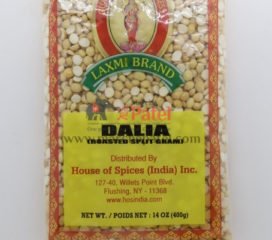 LAXMI BRAND
Patel
DALIA
(ROASTED SPLIT GRAM)
Distributed By
House of Spices (India) Inc.
127-40, Willets Point Blvd.
Flushing, NY - 11368
www.hosindia.com
NET WT. / POIDS NET : 14 OZ (400g)